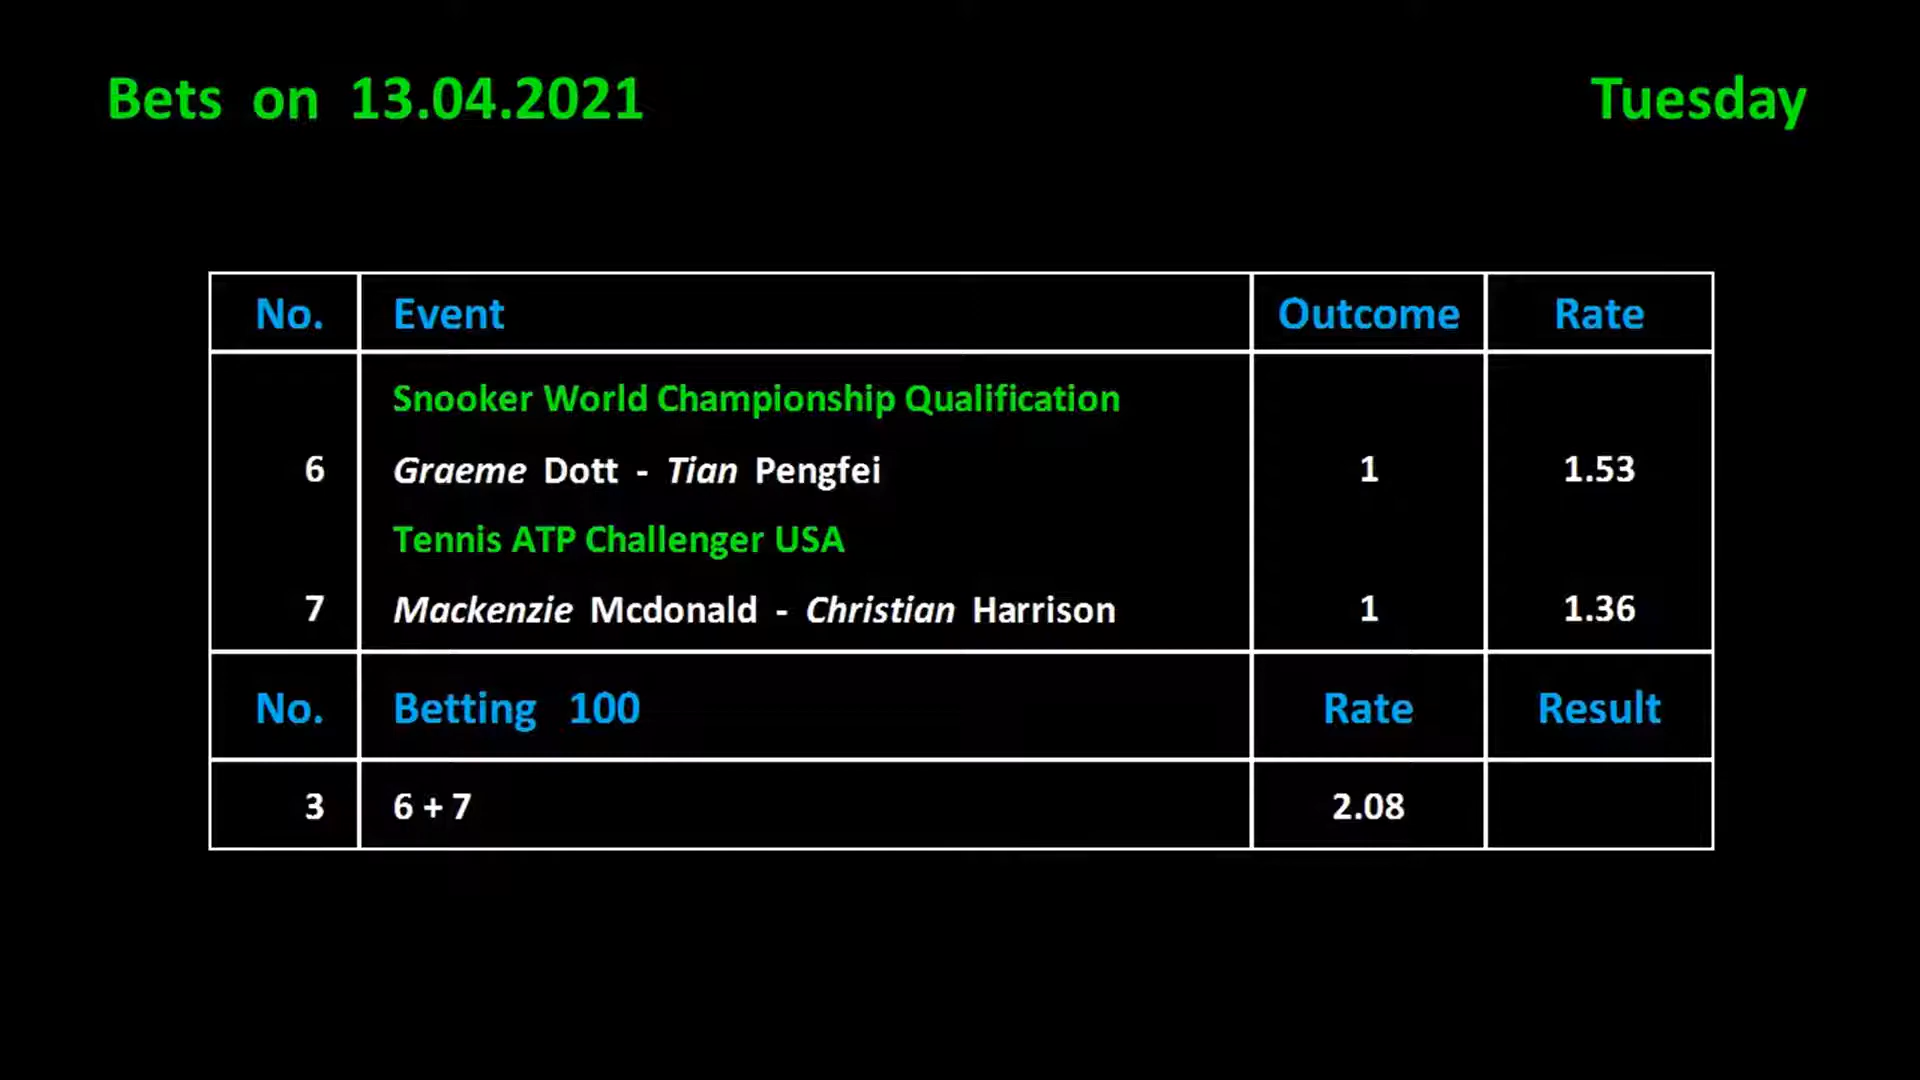 Bets on 13.04.2021 Tuesday
No. Event Outcome Rate
Snooker World Championship Qualification
6 Graeme Dott - Tian Pengfei 1 1.53
Tennis ATP Challenger USA
7 Mackenzie Mcdonald - Christian Harrison 1 1.36
No. Betting 100 Rate Result
3 6 + 7 2.08